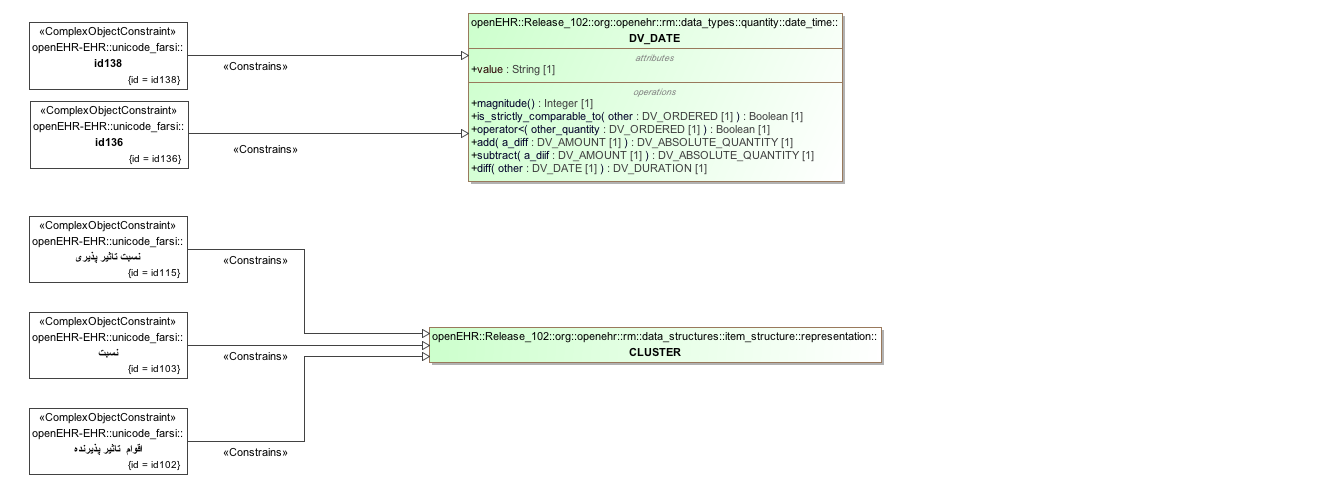 «ComplexObjectConstraint»
openEHR-EHR::unicode_farsi::
id138
{id = id138}
«Constrains»
openEHR::Release_102::org::openehr::rm::data_types::quantity::date_time::
DV_DATE
attributes
+value : String [1]
operations
+magnitude() : Integer [1]
+is_strictly_comparable_to( other : DV_ORDERED [1] ) : Boolean [1]
+operator<( other_quantity : DV_ORDERED [1] ) : Boolean [1]
+add( a_diff : DV_AMOUNT [1] ) : DV_ABSOLUTE_QUANTITY [1]
+subtract( a_diif : DV_AMOUNT [1] ) : DV_ABSOLUTE_QUANTITY [1]
+diff( other : DV_DATE [1] ) : DV_DURATION [1]
«ComplexObjectConstraint»
openEHR-EHR::unicode_farsi::
id136
{id = id136}
«Constrains»
«ComplexObjectConstraint»
openEHR-EHR::unicode_farsi::
نسبت تاثیر پذیری
{id = id115}
«Constrains»
«ComplexObjectConstraint»
openEHR-EHR::unicode_farsi::
نسبت
{id = id103}
«Constrains»
openEHR::Release_102::org::openehr::rm::data_structures::item_structure::representation::
CLUSTER
«ComplexObjectConstraint»
openEHR-EHR::unicode_farsi::
اقوام تاثیر پذیرنده
{id = id102}
«Constrains»